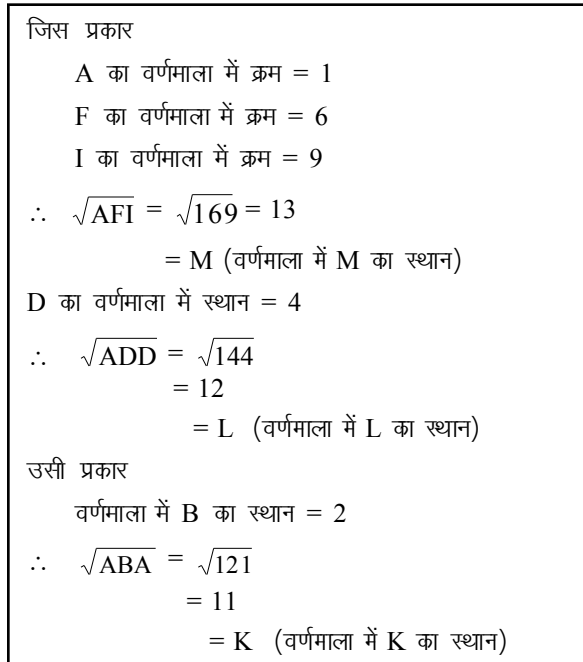 जिस प्रकार
A का वर्णमाला में क्रम = 1
F का वर्णमाला में क्रम = 6
I का वर्णमाला में क्रम = 9
∴ √AFI = √169 = 13
= M (वर्णमाला में M का स्थान)
D का वर्णमाला में स्थान = 4
∴ √ADD = √144
= 12
= L (वर्णमाला में L का स्थान)
उसी प्रकार
वर्णमाला में B का स्थान = 2
∴ √ABA = √121
= 11
= K (वर्णमाला में K का स्थान)